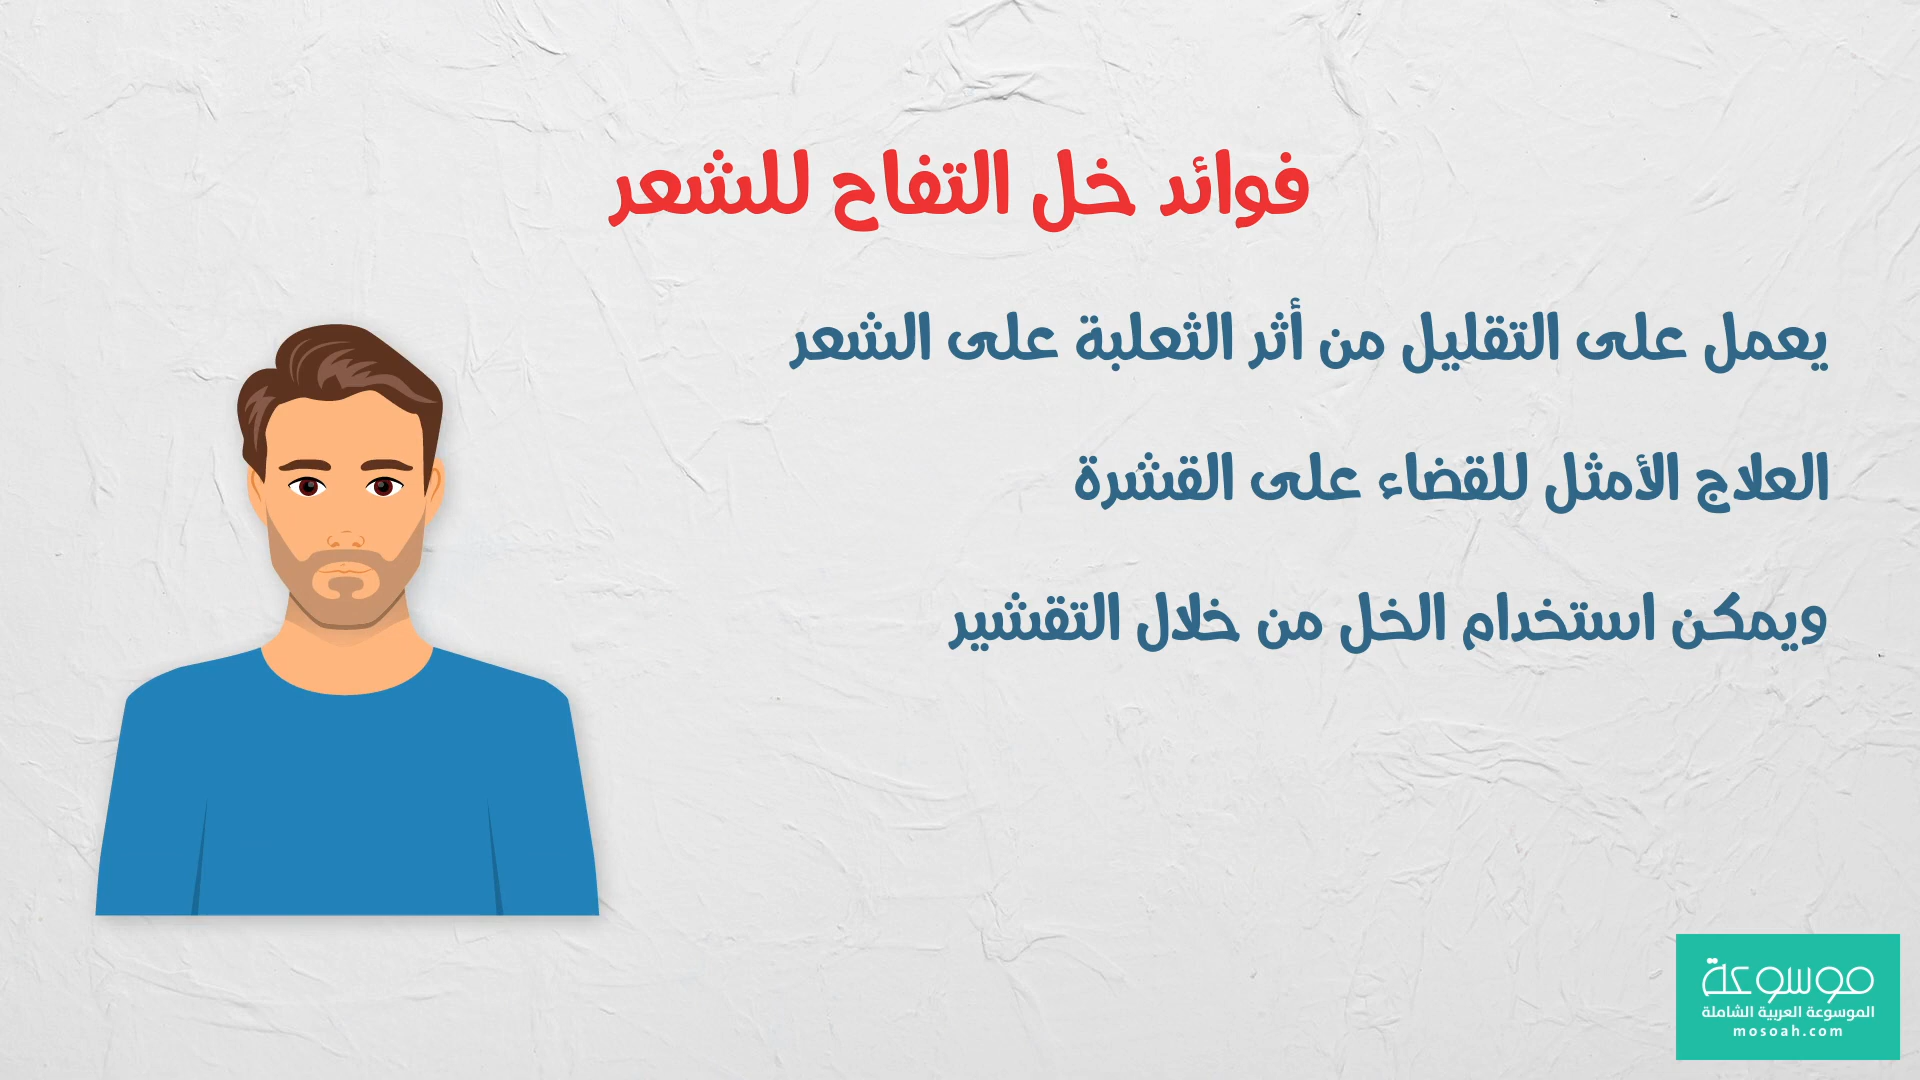 فوائد خل التفاح للشعر
يعمل على التقليل من أثر الثعلبة على الشعر
العلاج الأمثل للقضاء على القشرة
ويمكن استخدام الخل من خلال التقشير
موسوعة
الموسوعة العربية الشاملة
mosoah.com